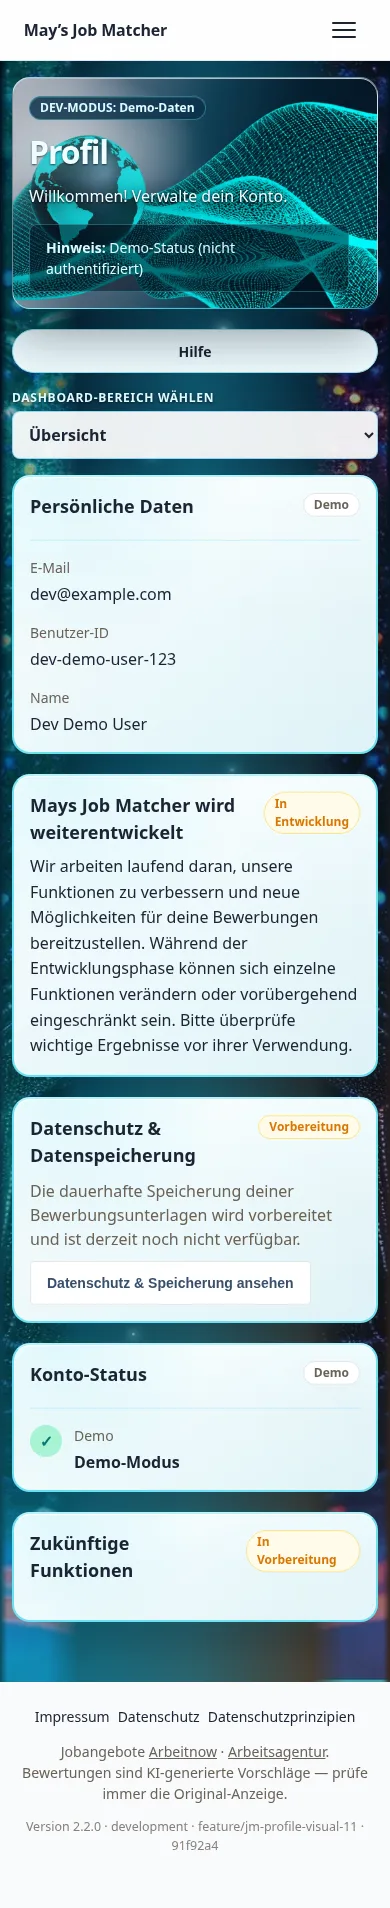 May's Job Matcher
DEV-MODUS: Demo-Daten
Profil
Willkommen! Verwalte dein Konto.
Hinweis: Demo-Status (nicht
authentifiziert)
Hilfe
DASHBOARD-BEREICH WÄHLEN
Übersicht
Persönliche Daten
Demo
E-Mail
dev@example.com
Benutzer-ID
dev-demo-user-123
Name
Dev Demo User
Mays Job Matcher wird
weiterentwickelt
In
Entwicklung
Wir arbeiten laufend daran, unsere
Funktionen zu verbessern und neue
Möglichkeiten für deine Bewerbungen
bereitzustellen. Während der
Entwicklungsphase können sich einzelne
Funktionen verändern oder vorübergehend
eingeschränkt sein. Bitte überprüfe
wichtige Ergebnisse vor ihrer Verwendung.
Datenschutz &
Datenspeicherung
Vorbereitung
Die dauerhafte Speicherung deiner
Bewerbungsunterlagen wird vorbereitet
und ist derzeit noch nicht verfügbar.
Datenschutz & Speicherung ansehen
Konto-Status
Demo
✓
Demo
Demo-Modus
Zukünftige
Funktionen
In
Vorbereitung
Impressum Datenschutz Datenschutzprinzipien
Jobangebote Arbeitnow · Arbeitsagentur.
Bewertungen sind KI-generierte Vorschläge — prüfe
immer die Original-Anzeige.
Version 2.2.0 · development · feature/jm-profile-visual-11 ·
91f92a4